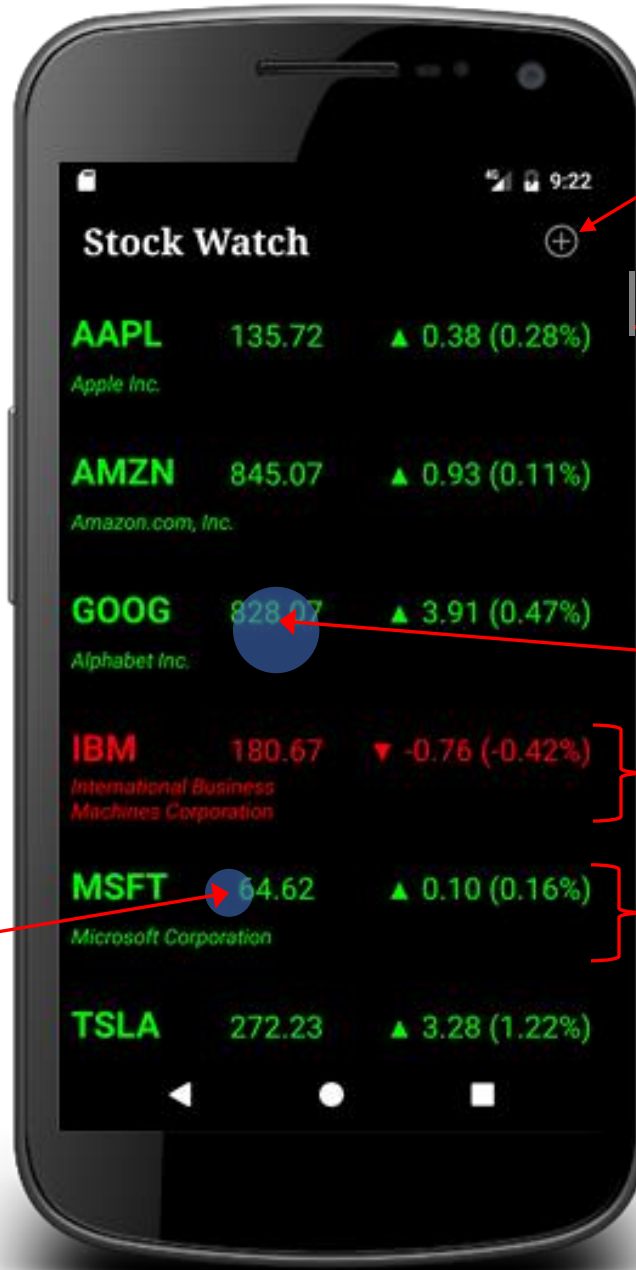 4G 9:22
Stock Watch
AAPL 135.72 ▲ 0.38 (0.28%)
Apple Inc.
AMZN 845.07 ▲ 0.93 (0.11%)
Amazon.com, Inc.
GOOG 828.07 ▲ 3.91 (0.47%)
Alphabet Inc.
IBM 180.67 ▼ -0.76 (-0.42%)
International Business
Machines Corporation
MSFT 64.62 ▲ 0.10 (0.16%)
Microsoft Corporation
TSLA 272.23 ▲ 3.28 (1.22%)